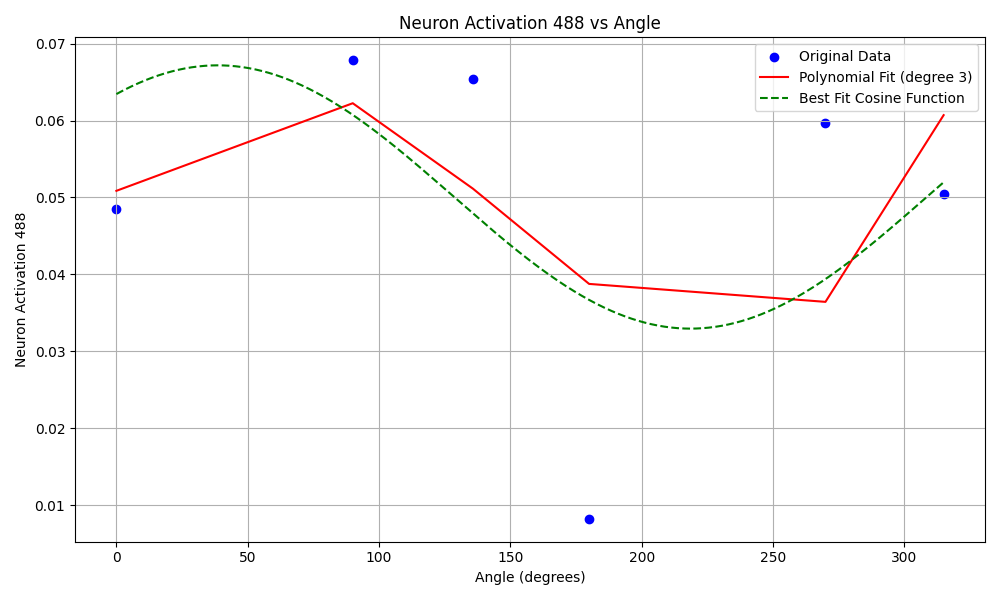 Neuron Activation 488 vs Angle
0.07
0.06
0.05
0.04
0.03
0.02
0.01
Neuron Activation 488
Original Data
Polynomial Fit (degree 3)
Best Fit Cosine Function
0 50 100 150 200 250 300
Angle (degrees)